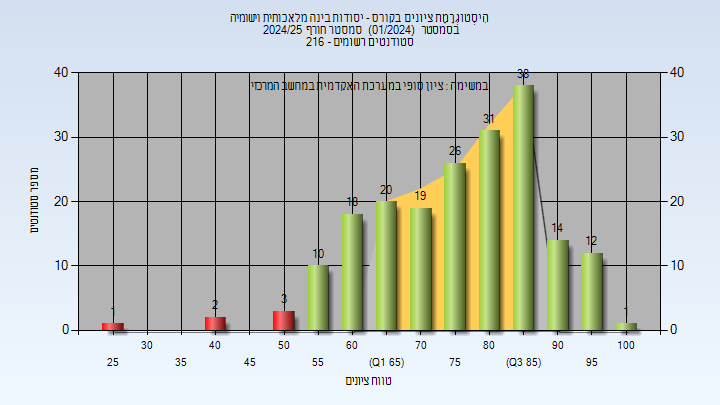 היסטוגרמת ציונים בקורס - יסודות בינה מלאכותית וישומיה
בסמסטר (01/2024) סמסטר חורף 2024/25
סטודנטים רשומים - 216
במשימה : ציון סופי במערכת האקדמית במחשב המרכזי
מספר סטודנטים
40
30
20
10
0
40
30
20
10
0
1
2
3
10
18
20
19
26
31
38
14
12
1
30 40 50 60 70 80 90 100
25 35 45 55 (Q1 65) 75 (Q3 85) 95
טווח ציונים